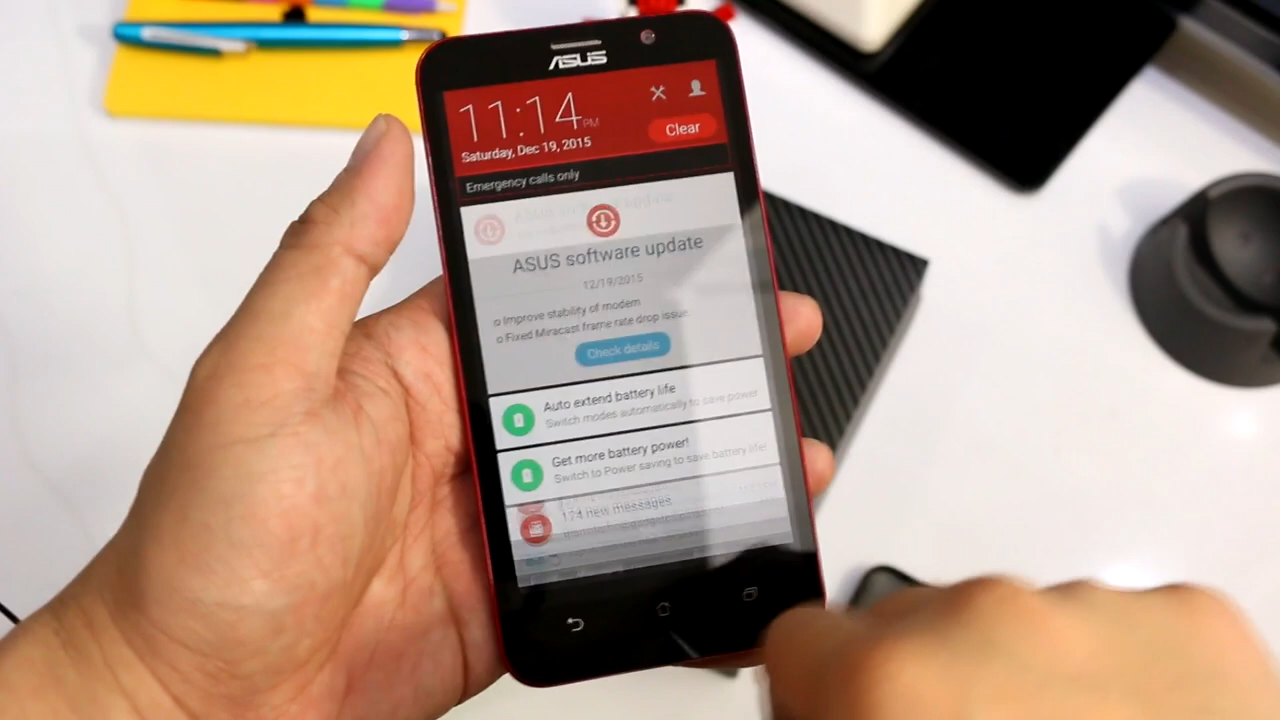 ASUS
11:14 PM
Saturday, Dec 19, 2015
Clear
Emergency calls only
ASUS software update
12/19/2015
o Improve stability of modem
o Fixed Miracast frame rate drop issue
Check details
Auto extend battery life
Switch modes automatically to save power
Get more battery power!
Switch to Power saving to save battery life!
174 new messages